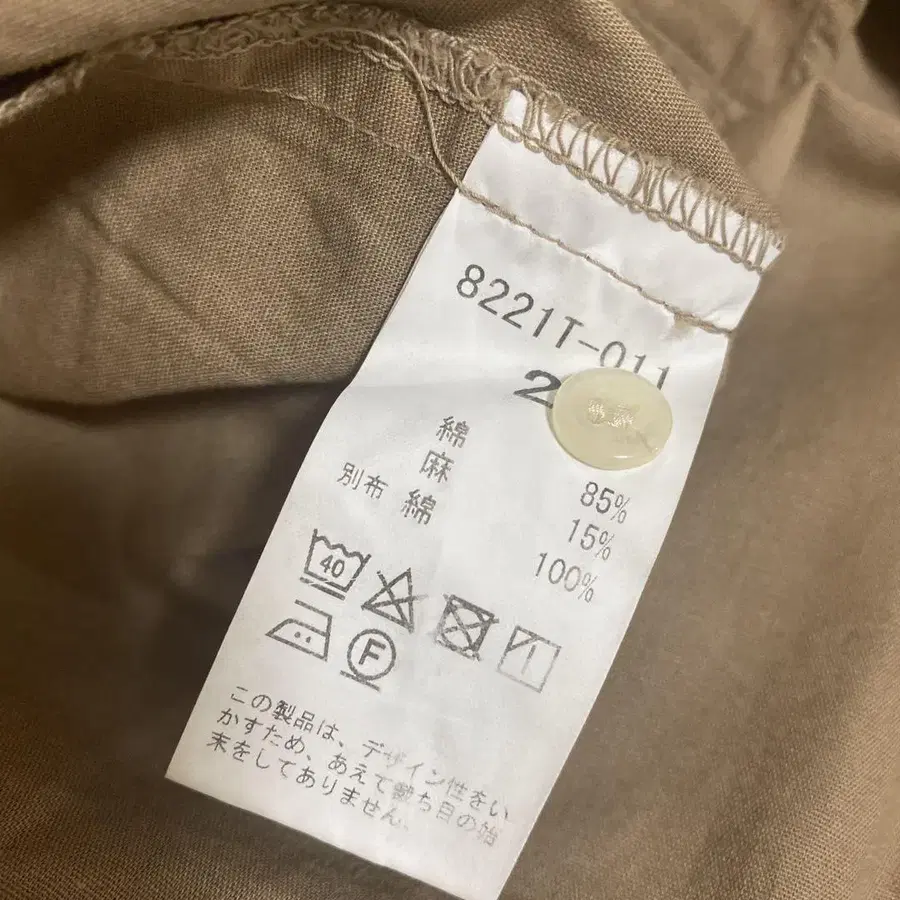 8221T-011
2
綿 85%
麻 15%
別布 綿 100%
40
F
この製品は、デザイン性をい
かすため、あえて裁ち目の始
末をしてありません。